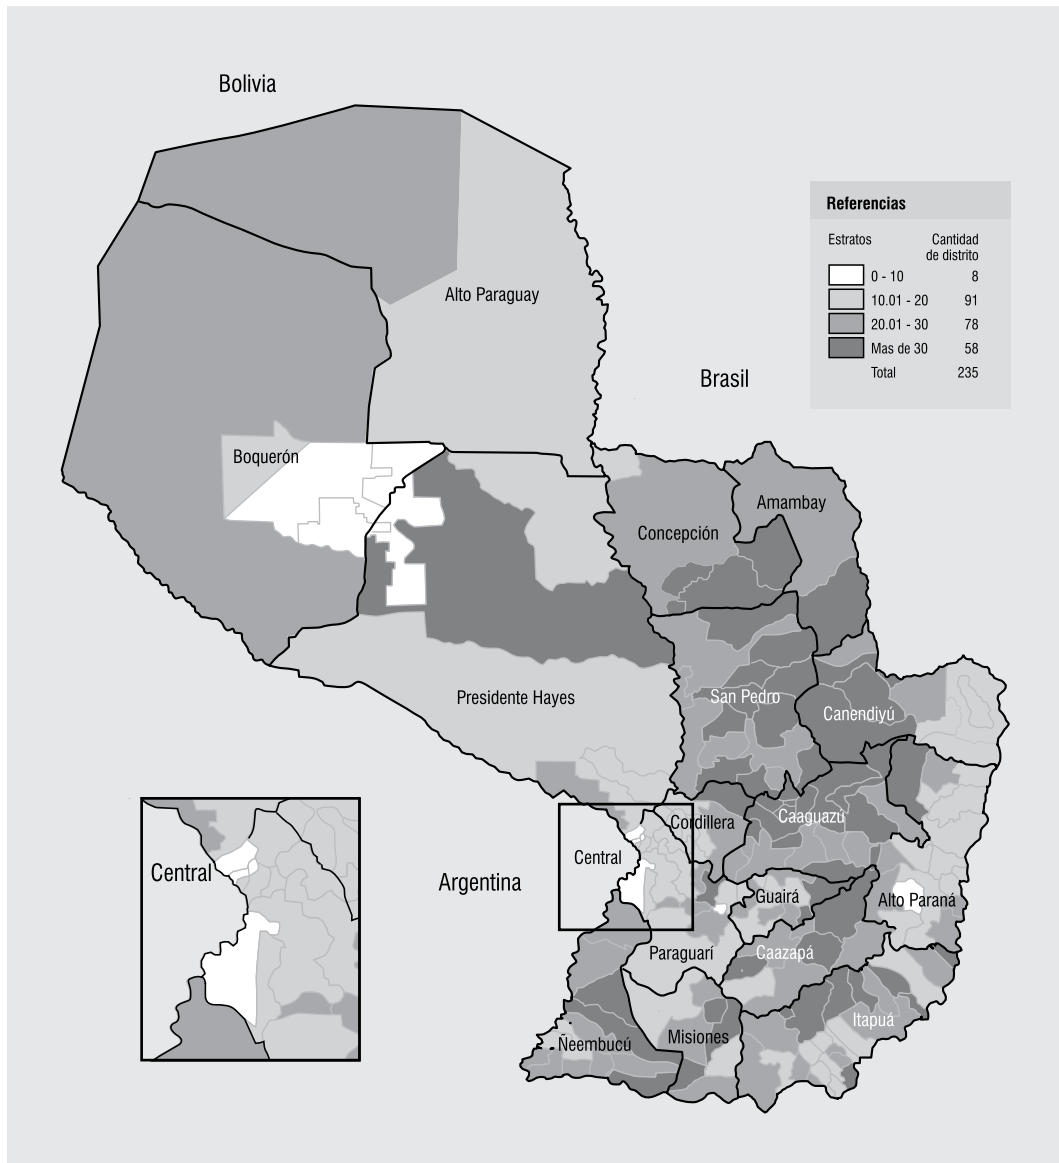 Bolivia
Referencias
Estratos
Cantidad
de distrito
0 - 10 8
10.01 - 20 91
20.01 - 30 78
Mas de 30 58
Total 235
Alto Paraguay
Brasil
Boquerón
Amambay
Concepción
San Pedro
Presidente Hayes
Canendiyú
Cordillera
Caaguazú
Central
Central
Argentina
Guairá
Alto Paraná
Paraguarí
Caazapá
Itapúa
Misiones
Ñeembucú